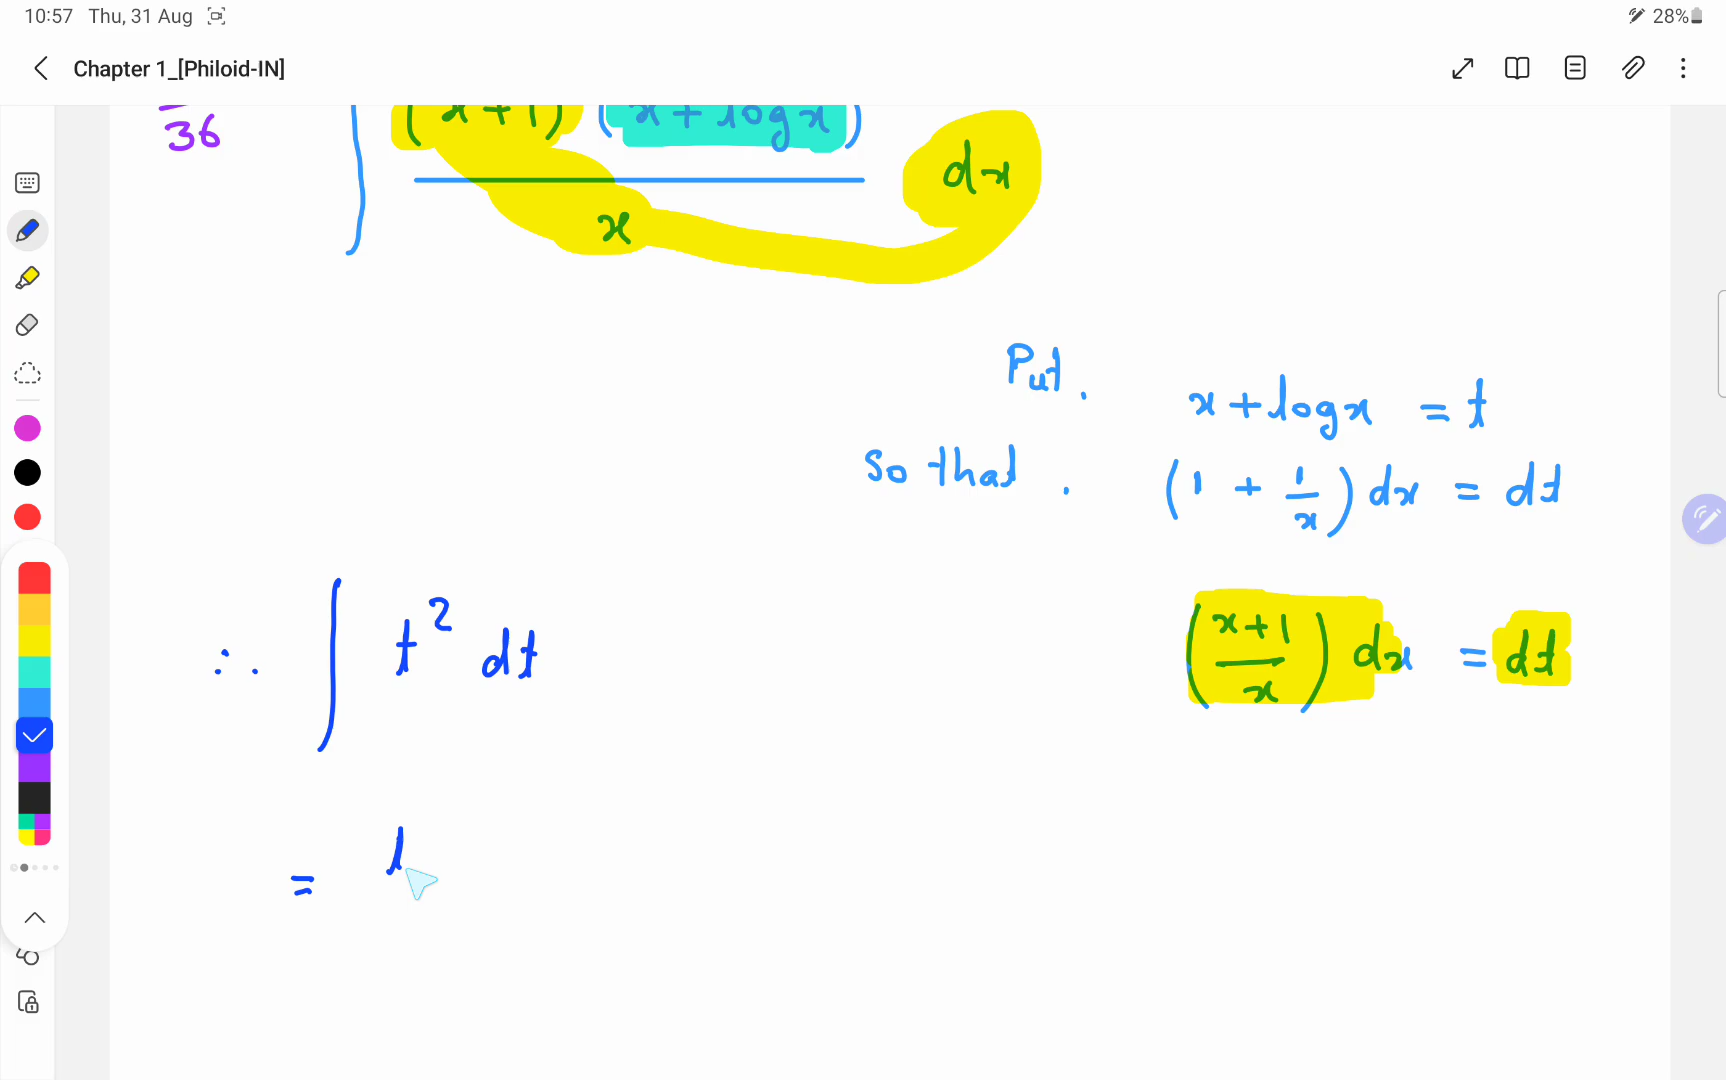 10:57 Thu, 31 Aug 28%
Chapter 1_[Philoid-IN]
36 ∫ (x+1) (x + log x) dx
x
Put. x + log x = t
So that. (1 + 1/x) dx = dt
∴ ∫ t² dt ((x+1)/x) dx = dt
=